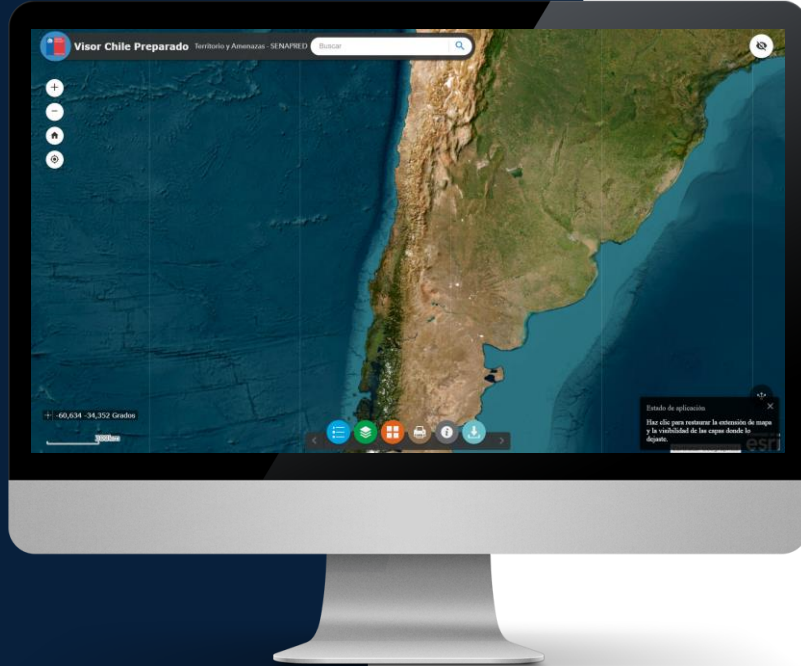 Visor Chile Preparado Territorio y Amenazas - SENAPRED Buscar
-60,634 -34,352 Grados
Estado de aplicación
Haz clic para restaurar la extensión de mapa
y la visibilidad de las capas donde lo
dejaste.
esri